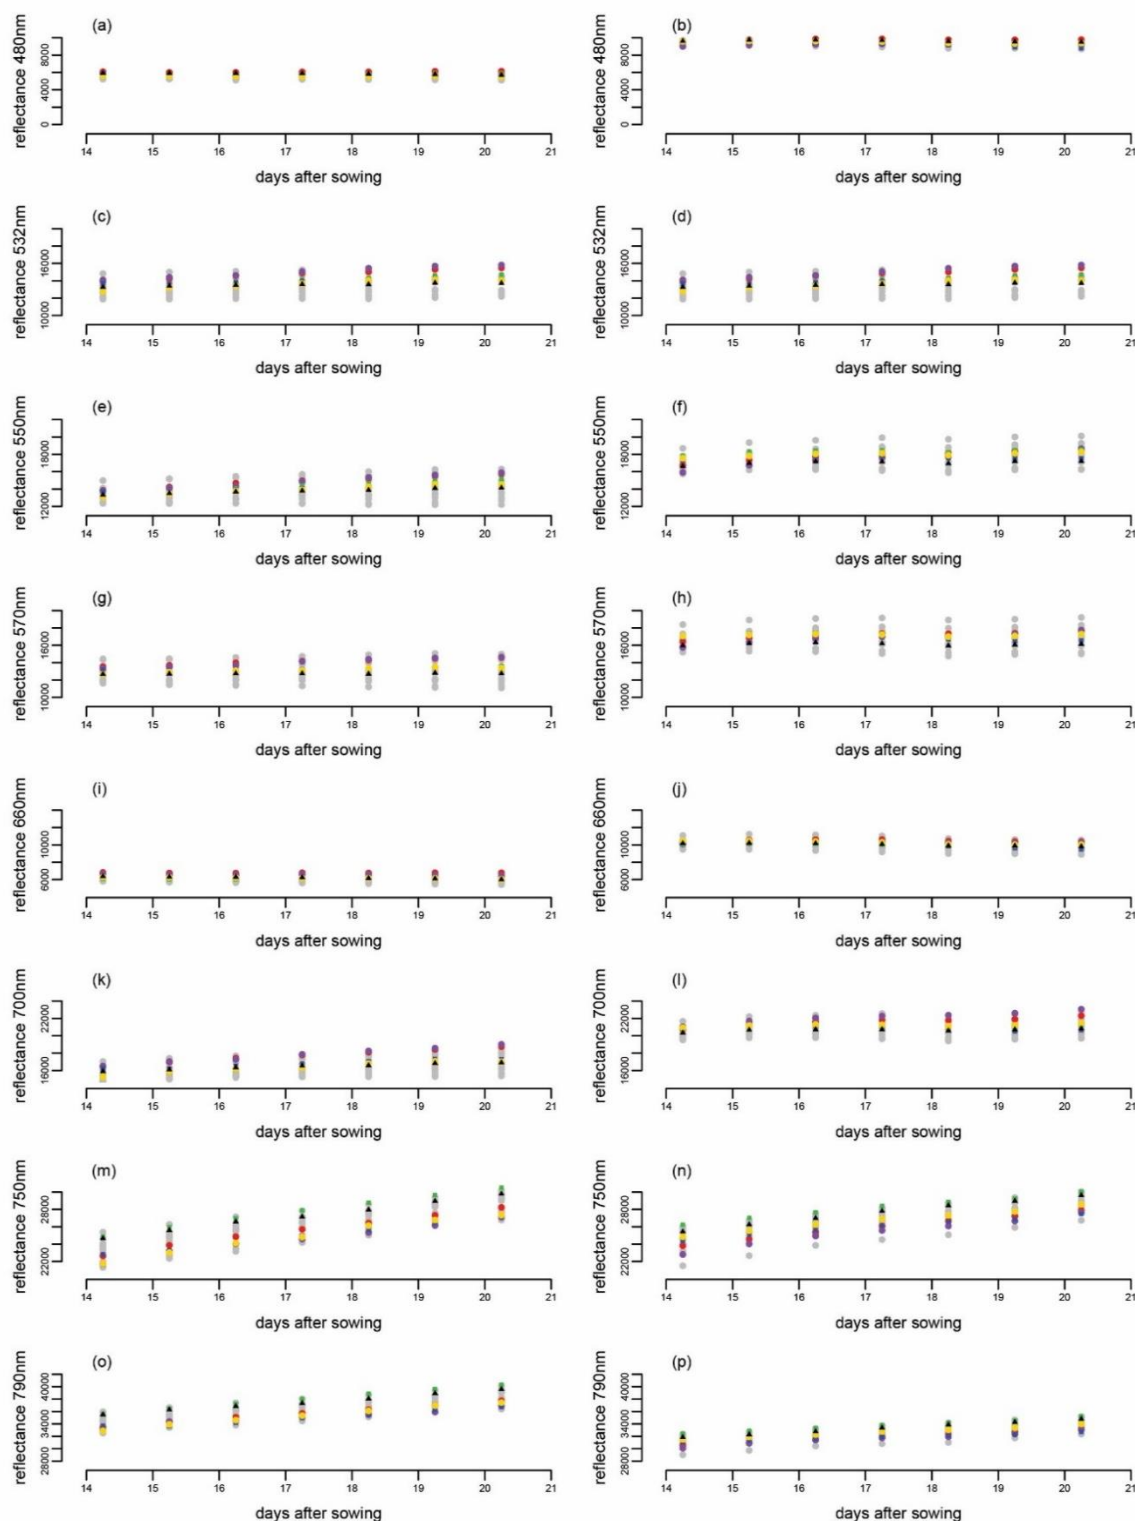 (a)
reflectance 480nm
0 4000 8000
14 15 16 17 18 19 20 21
days after sowing
(b)
reflectance 480nm
0 4000 8000
14 15 16 17 18 19 20 21
days after sowing
(c)
reflectance 532nm
10000 16000
14 15 16 17 18 19 20 21
days after sowing
(d)
reflectance 532nm
10000 16000
14 15 16 17 18 19 20 21
days after sowing
(e)
reflectance 550nm
12000 18000
14 15 16 17 18 19 20 21
days after sowing
(f)
reflectance 550nm
12000 18000
14 15 16 17 18 19 20 21
days after sowing
(g)
reflectance 570nm
10000 16000
14 15 16 17 18 19 20 21
days after sowing
(h)
reflectance 570nm
10000 16000
14 15 16 17 18 19 20 21
days after sowing
(i)
reflectance 660nm
6000 10000
14 15 16 17 18 19 20 21
days after sowing
(j)
reflectance 660nm
6000 10000
14 15 16 17 18 19 20 21
days after sowing
(k)
reflectance 700nm
16000 22000
14 15 16 17 18 19 20 21
days after sowing
(l)
reflectance 700nm
16000 22000
14 15 16 17 18 19 20 21
days after sowing
(m)
reflectance 750nm
22000 28000
14 15 16 17 18 19 20 21
days after sowing
(n)
reflectance 750nm
22000 28000
14 15 16 17 18 19 20 21
days after sowing
(o)
reflectance 790nm
28000 34000 40000
14 15 16 17 18 19 20 21
days after sowing
(p)
reflectance 790nm
28000 34000 40000
14 15 16 17 18 19 20 21
days after sowing